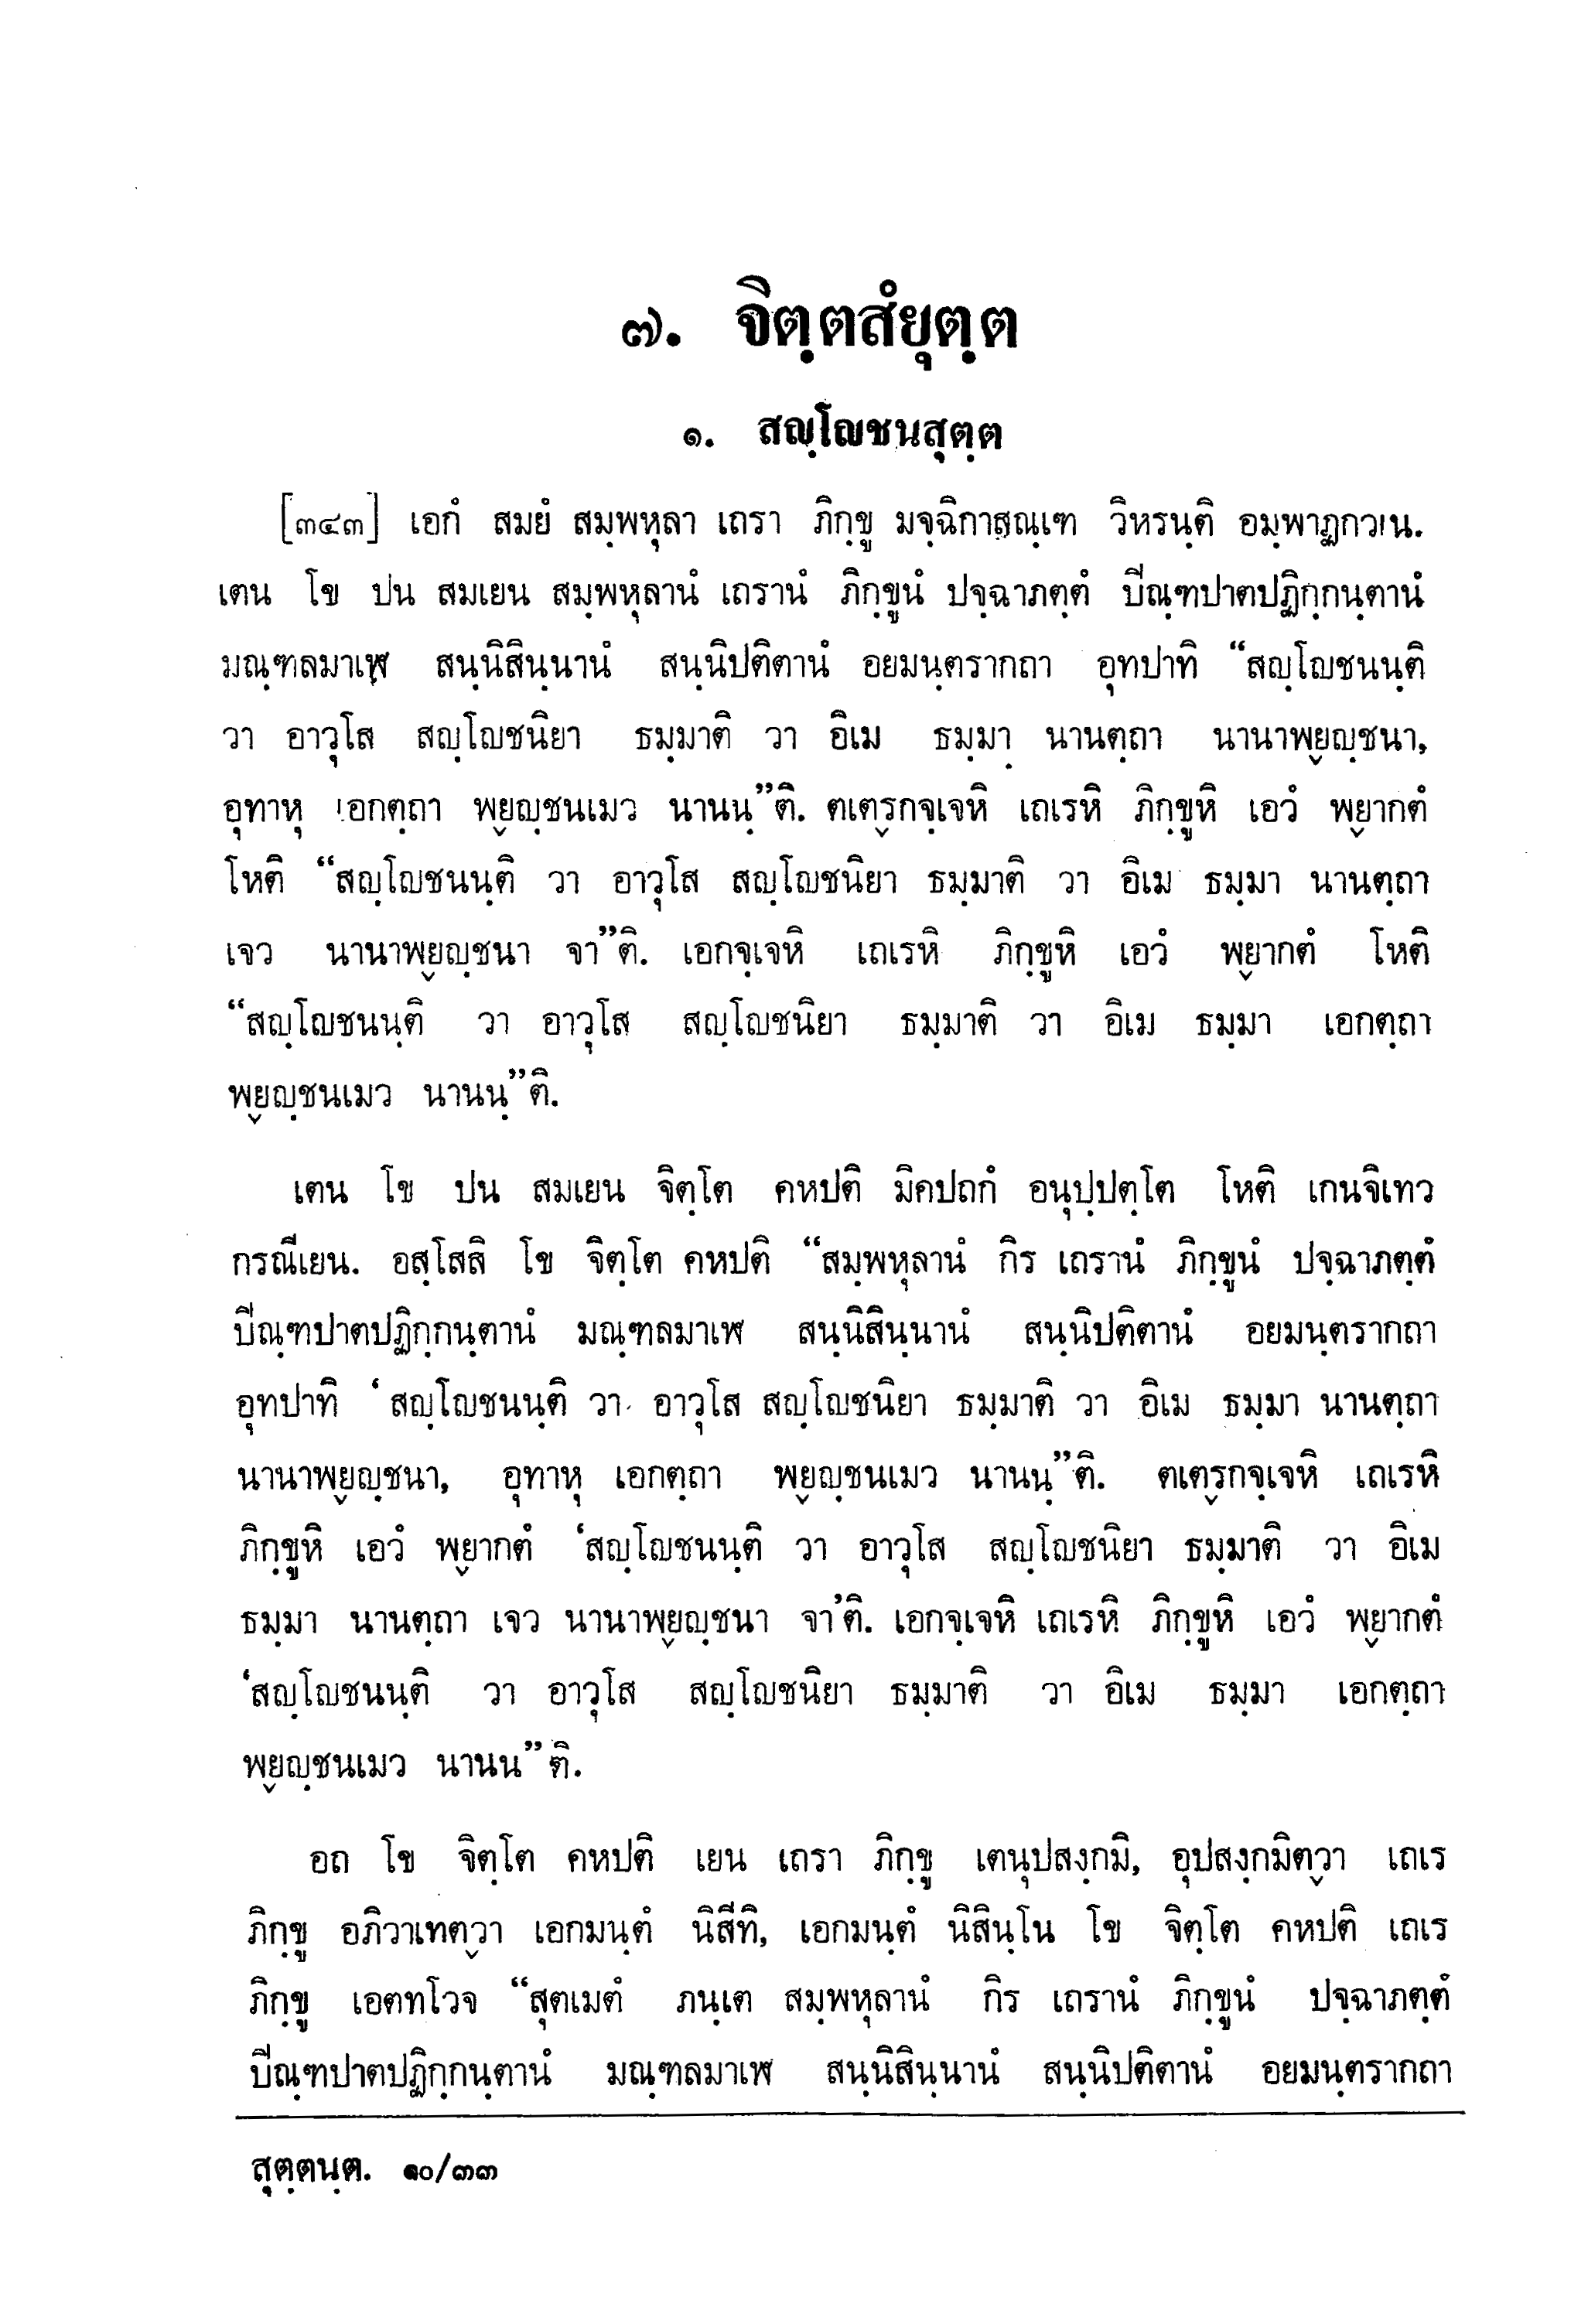 ๗. จิตฺตสํยุตฺต
๑. สญฺโญชนสุตฺต
[๓๔๓] เอกํ สมยํ สมฺพหุลา เถรา ภิกฺขู มจฺฉิกาสณฺเฑ วิหรนฺติ อมฺพาฏกวเน.
เตน โข ปน สมเยน สมฺพหุลานํ เถรานํ ภิกฺขูนํ ปจฺฉาภตฺตํ ปิณฺฑปาตปฏิกฺกนฺตานํ
มณฺฑลมาเฬ สนฺนิสินฺนานํ สนฺนิปติตานํ อยมนฺตรากถา อุทปาทิ “สญฺโญชนนฺติ
วา อาวุโส สญฺโญชนิยา ธมฺมาติ วา อิเม ธมฺมา นานตฺถา นานาพฺยญฺชนา,
อุทาหุ เอกตฺถา พฺยญฺชนเมว นานนฺ”ติ. ตเตฺรกจฺเจหิ เถเรหิ ภิกฺขูหิ เอวํ พฺยากตํ
โหติ “สญฺโญชนนฺติ วา อาวุโส สญฺโญชนิยา ธมฺมาติ วา อิเม ธมฺมา นานตฺถา
เจว นานาพฺยญฺชนา จา”ติ. เอกจฺเจหิ เถเรหิ ภิกฺขูหิ เอวํ พฺยากตํ โหติ
“สญฺโญชนนฺติ วา อาวุโส สญฺโญชนิยา ธมฺมาติ วา อิเม ธมฺมา เอกตฺถา
พฺยญฺชนเมว นานนฺ”ติ.
เตน โข ปน สมเยน จิตฺโต คหปติ มิคปถกํ อนุปฺปตฺโต โหติ เกนจิเทว
กรณีเยน. อสฺโสสิ โข จิตฺโต คหปติ “สมฺพหุลานํ กิร เถรานํ ภิกฺขูนํ ปจฺฉาภตฺตํ
ปิณฺฑปาตปฏิกฺกนฺตานํ มณฺฑลมาเฬ สนฺนิสินฺนานํ สนฺนิปติตานํ อยมนฺตรากถา
อุทปาทิ ‘สญฺโญชนนฺติ วา อาวุโส สญฺโญชนิยา ธมฺมาติ วา อิเม ธมฺมา นานตฺถา
นานาพฺยญฺชนา, อุทาหุ เอกตฺถา พฺยญฺชนเมว นานนฺ”ติ. ตเตฺรกจฺเจหิ เถเรหิ
ภิกฺขูหิ เอวํ พฺยากตํ ‘สญฺโญชนนฺติ วา อาวุโส สญฺโญชนิยา ธมฺมาติ วา อิเม
ธมฺมา นานตฺถา เจว นานาพฺยญฺชนา จา’ติ. เอกจฺเจหิ เถเรหิ ภิกฺขูหิ เอวํ พฺยากตํ
‘สญฺโญชนนฺติ วา อาวุโส สญฺโญชนิยา ธมฺมาติ วา อิเม ธมฺมา เอกตฺถา
พฺยญฺชนเมว นานน”ติ.
อถ โข จิตฺโต คหปติ เยน เถรา ภิกฺขู เตนุปสงฺกมิ, อุปสงฺกมิตฺวา เถเร
ภิกฺขู อภิวาเทตฺวา เอกมนฺตํ นิสีทิ, เอกมนฺตํ นิสินฺโน โข จิตฺโต คหปติ เถเร
ภิกฺขู เอตทโวจ “สุตเมตํ ภนฺเต สมฺพหุลานํ กิร เถรานํ ภิกฺขูนํ ปจฺฉาภตฺตํ
ปิณฺฑปาตปฏิกฺกนฺตานํ มณฺฑลมาเฬ สนฺนิสินฺนานํ สนฺนิปติตานํ อยมนฺตรากถา
สุตฺตนฺต. ๑๐/๓๓